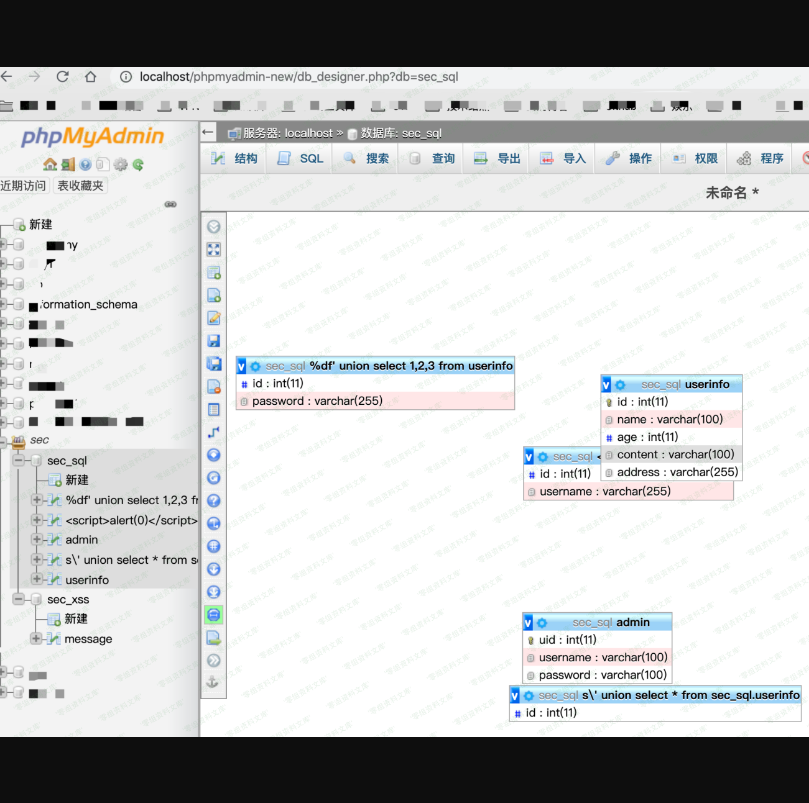 localhost/phpmyadmin-new/db_designer.php?db=sec_sql
phpMyAdmin
近期访问 表收藏夹
服务器: localhost » 数据库: sec_sql
结构 SQL 搜索 查询 导出 导入 操作 权限 程序
未命名 *
新建
ormation_schema
sec
sec_sql
新建
%df' union select 1,2,3 fr
<script>alert(0)</script>
admin
s\' union select * from s
userinfo
sec_xss
新建
message
sec_sql %df' union select 1,2,3 from userinfo
id : int(11)
password : varchar(255)
sec_sql userinfo
id : int(11)
name : varchar(100)
age : int(11)
content : varchar(100)
address : varchar(255)
sec_sql <
id : int(11)
username : varchar(255)
sec_sql admin
uid : int(11)
username : varchar(100)
password : varchar(100)
sec_sql s\' union select * from sec_sql.userinfo
id : int(11)